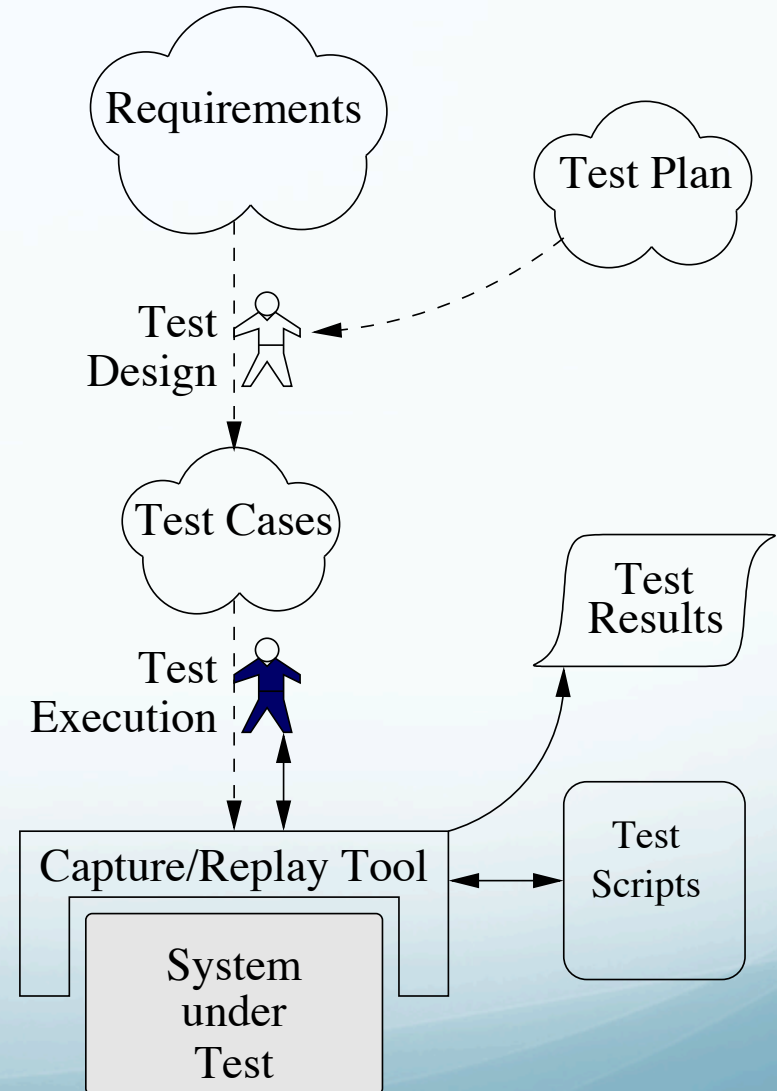 Requirements
Test Plan
Test
Design
Test Cases
Test
Results
Test
Execution
Capture/Replay Tool
Test
Scripts
System
under
Test